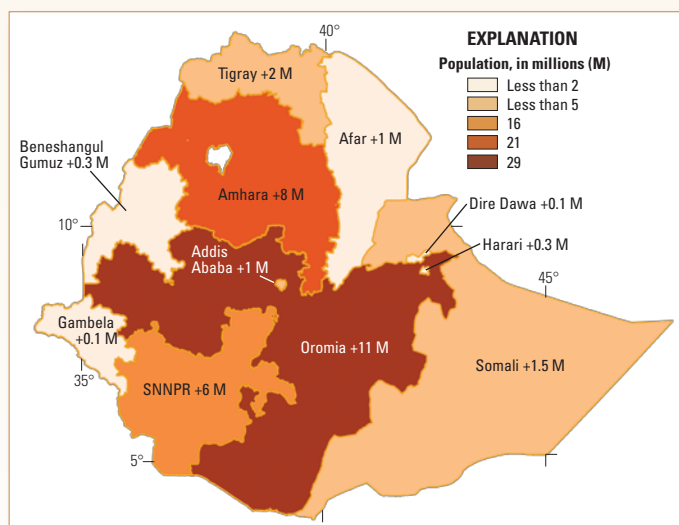 40°
EXPLANATION
Population, in millions (M)
Less than 2
Less than 5
16
21
29
Tigray +2 M
Afar +1 M
Beneshangul
Gumuz +0.3 M
Amhara +8 M
Dire Dawa +0.1 M
Harari +0.3 M
10°
Addis
Ababa +1 M
45°
Gambela
+0.1 M
Oromia +11 M
Somali +1.5 M
35°
SNNPR +6 M
5°